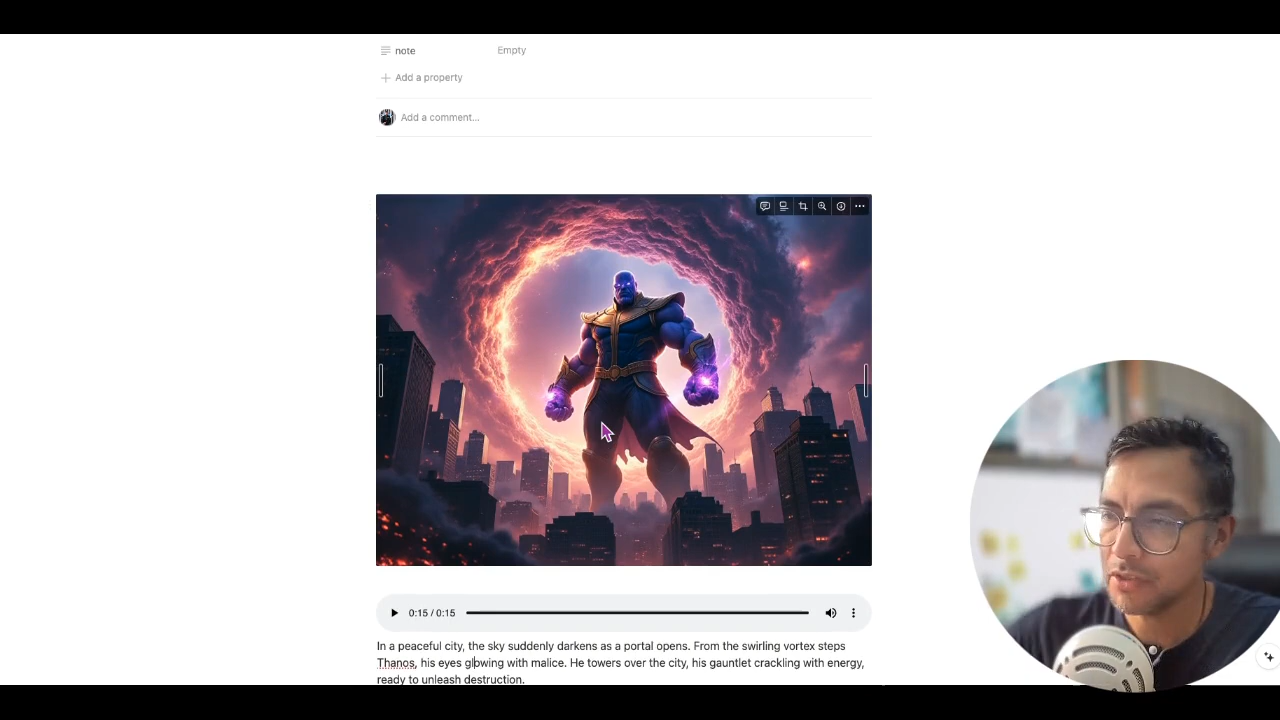 note Empty
Add a property
Add a comment...
0:15 / 0:15
In a peaceful city, the sky suddenly darkens as a portal opens. From the swirling vortex steps
Thanos, his eyes glowing with malice. He towers over the city, his gauntlet crackling with energy,
ready to unleash destruction.